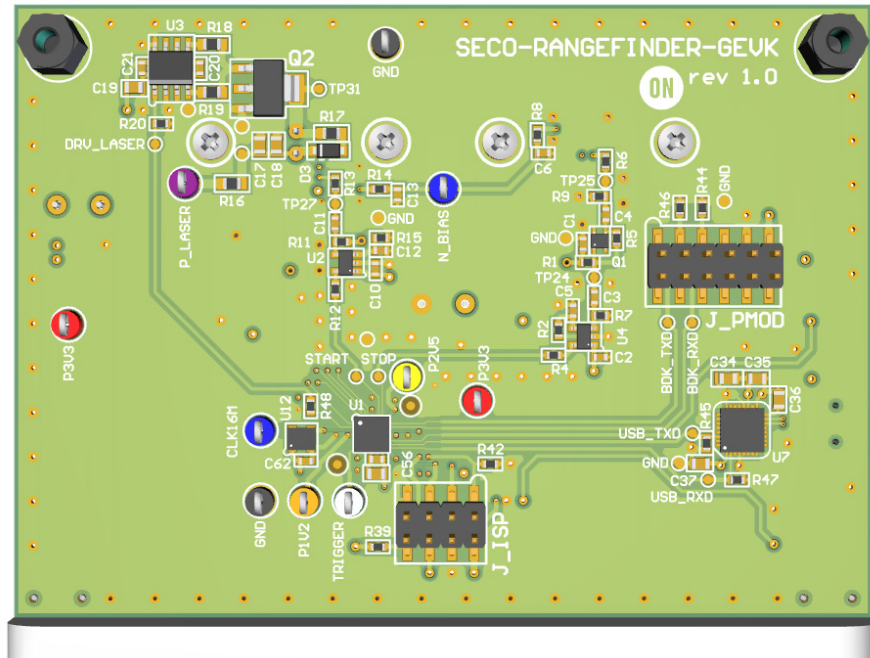 U3
R18
C21
C20
Q2
GND
SECO-RANGEFINDER-GEVK
ON rev 1.0
C19
TP31
R19
R20
R17
R8
DRV_LASER
C17
C18
D3
C6
R6
R14
R13
C13
TP25
R16
P_LASER
TP27
N_BIAS
R9
R46
R44
GND
C11
GND
C4
C1
R5
GND
R11
R15
C12
U2
R1
Q1
C10
TP24
R12
C5
C3
R7
J_PMOD
P3V3
R2
U4
BDK_TXD
BDK_RXD
START
STOP
P2V5
R4
C2
P3V3
C34
C35
C36
U12
R48
U1
CLK16M
R45
USB_TXD
U7
C62
C56
R42
GND
C37
R47
USB_RXD
GND
P1V2
TRIGGER
R39
J_ISP